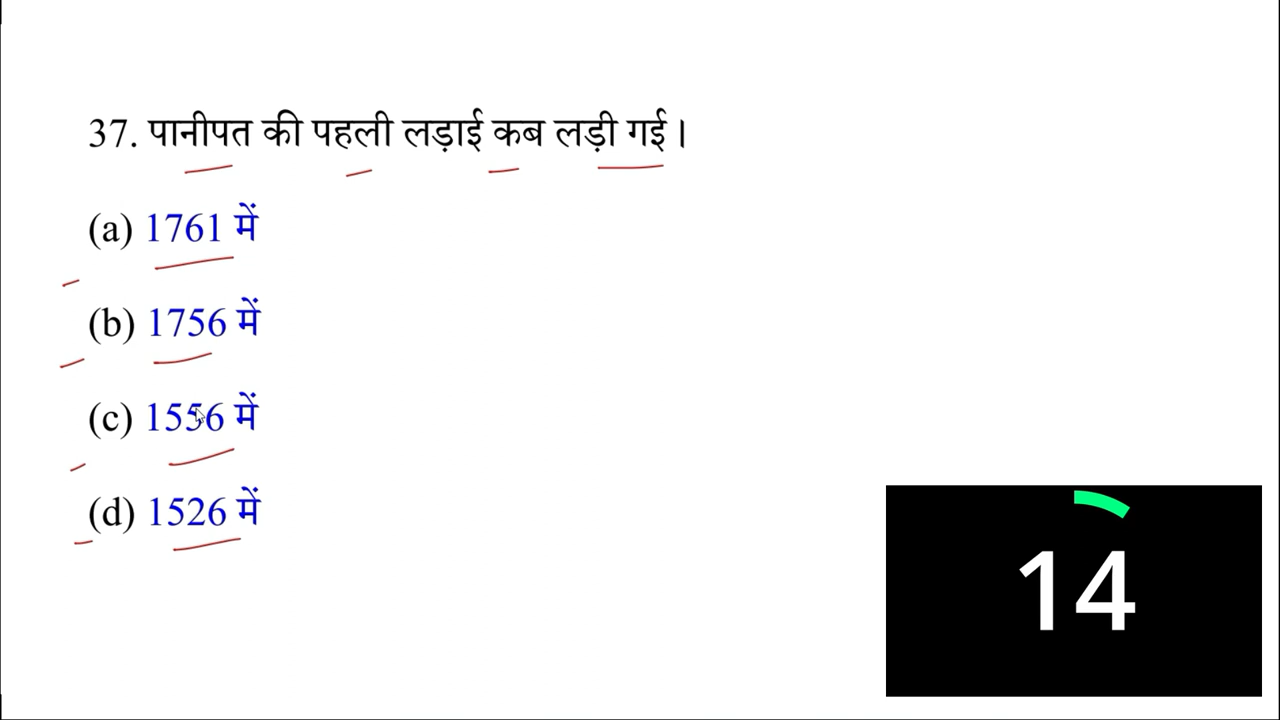 37. पानीपत की पहली लड़ाई कब लड़ी गई।
(a) 1761 में
(b) 1756 में
(c) 1556 में
(d) 1526 में
14